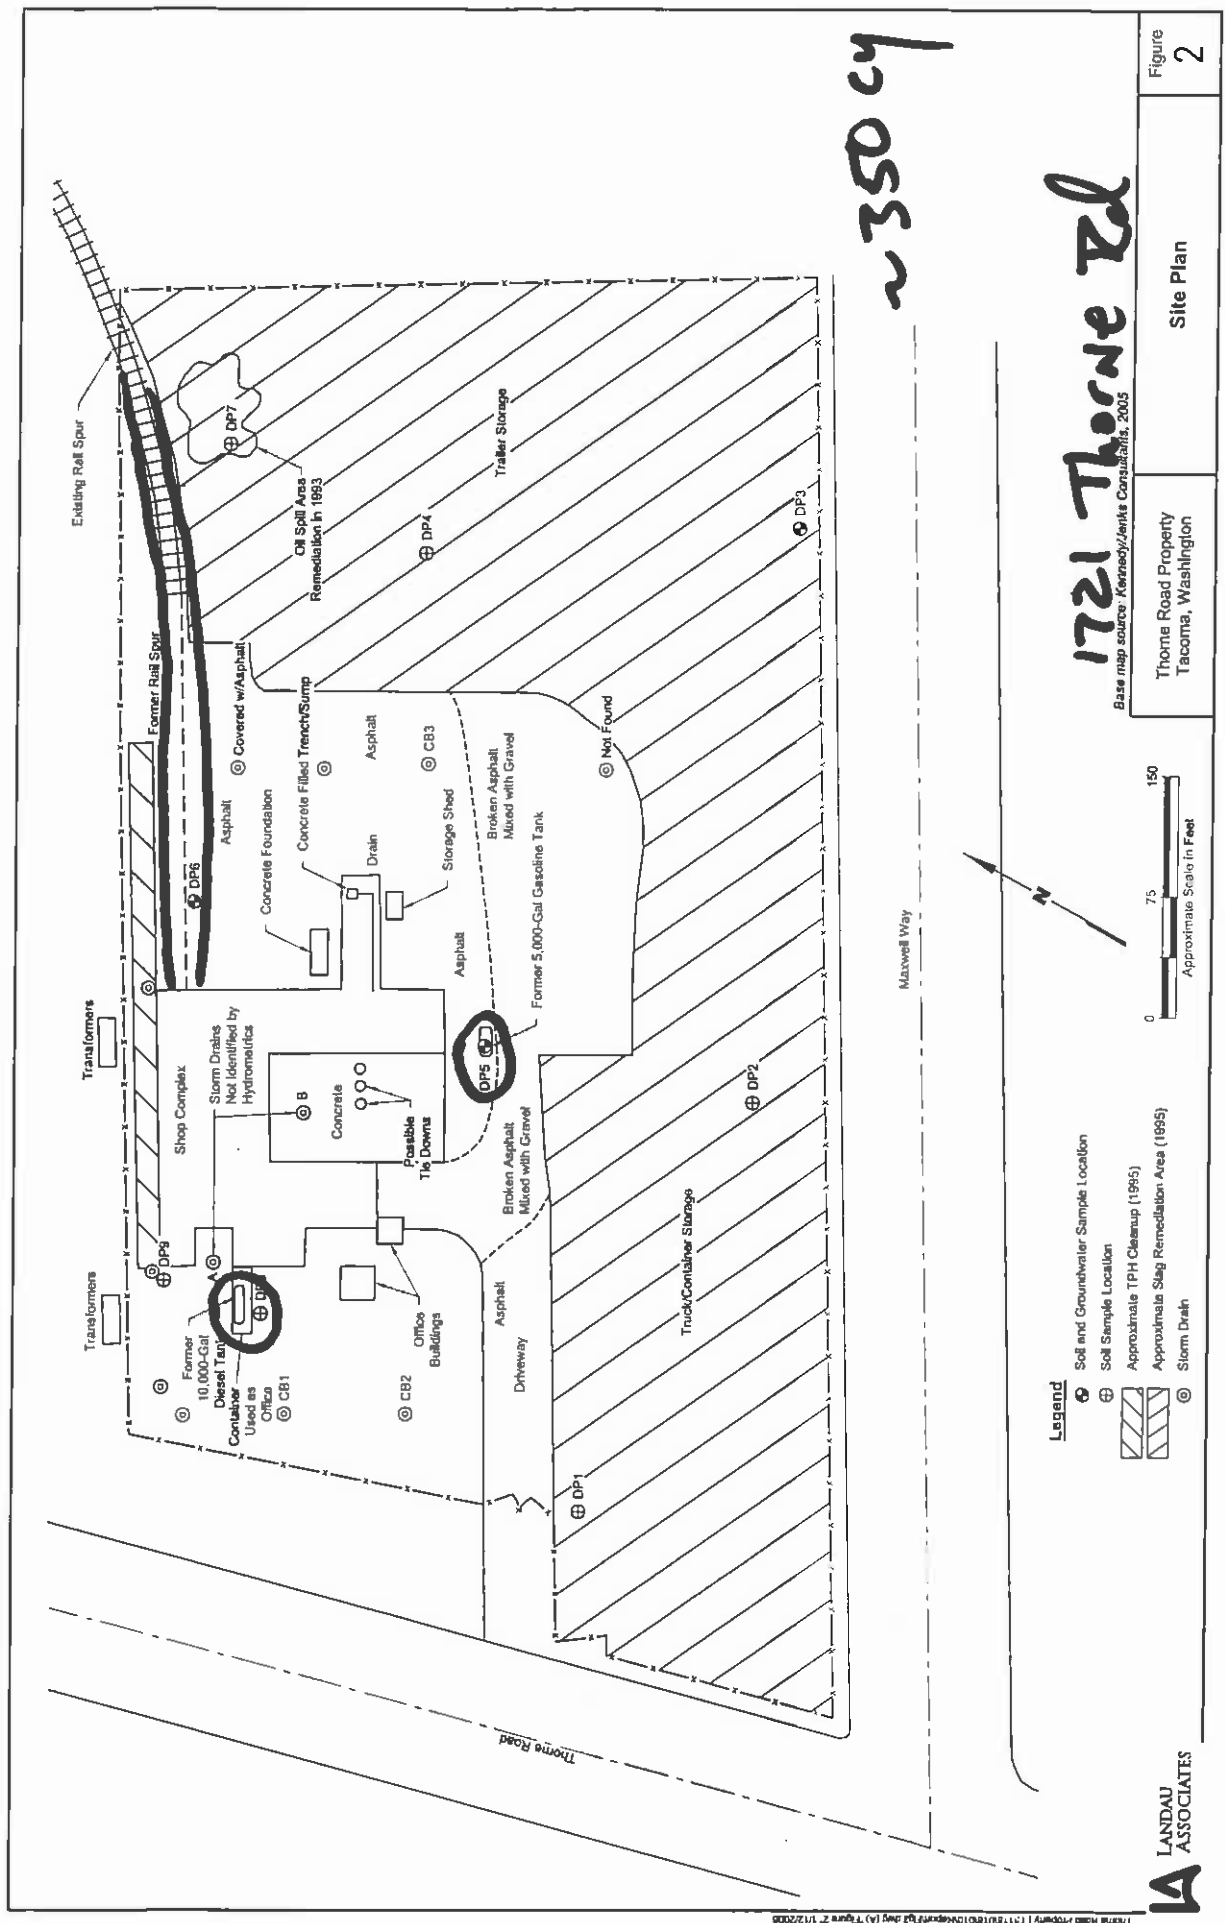 Existing Rail Spur
Former Rail Spur
DP7
Oil Spill Area
Remediation in 1993
DP4
Trailer Storage
DP3
Transformers
Transformers
DP6
Asphalt
Covered w/Asphalt
Concrete Foundation
Concrete Filled Trench/Sump
Asphalt
CB3
Not Found
Drain
Storage Shed
Broken Asphalt
Mixed with Gravel
Asphalt
Former 5,000-Gal Gasoline Tank
DP5
Shop Complex
Storm Drains
Not Identified by
Hydrometrics
B
Concrete
Possible
Tie Downs
Broken Asphalt
Mixed with Gravel
DP9
A
Former
10,000-Gal
Diesel Tank
Container
Used as
Office
CB1
CB2
Office
Buildings
Asphalt
Driveway
DP1
DP2
Truck/Container Storage
Maxwell Way
Thorne Road
~350 cy
1721 Thorne Rd
N
0 75 150
Approximate Scale in Feet
Legend
Soil and Groundwater Sample Location
Soil Sample Location
Approximate TPH Cleanup (1995)
Approximate Slag Remediation Area (1995)
Storm Drain
Base map source: Kennedy/Jenks Consultants, 2005
LANDAU
ASSOCIATES
Thorne Road Property
Tacoma, Washington
Site Plan
Figure
2